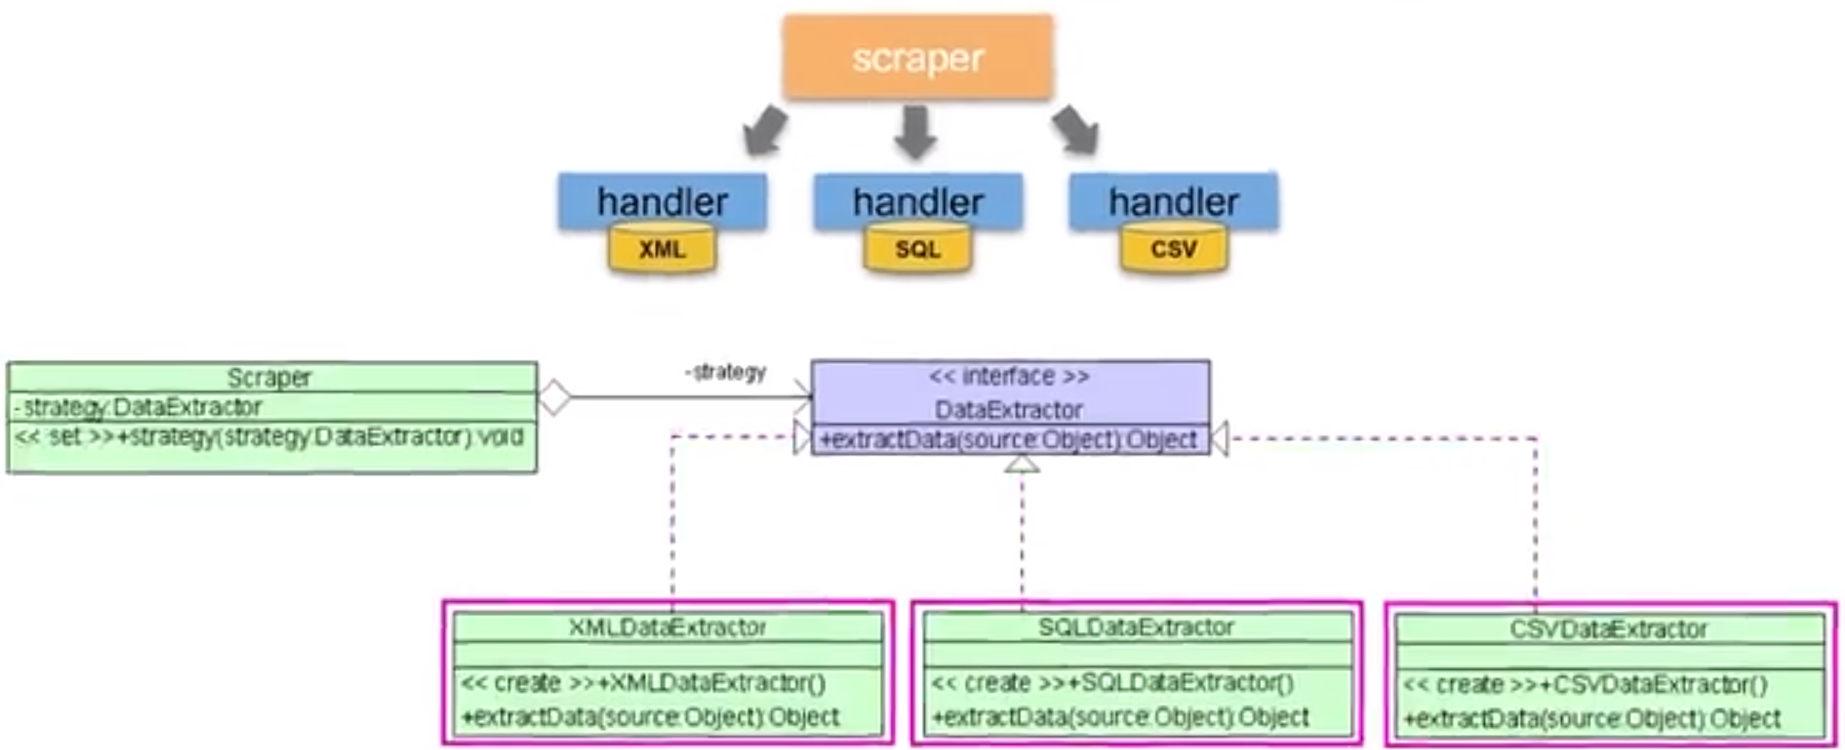 scraper
handler
handler
handler
XML
SQL
CSV
Scraper
-strategy:DataExtractor
<< set >>+strategy(strategy:DataExtractor):void
-strategy
<< interface >>
DataExtractor
+extractData(source:Object):Object
XMLDataExtractor
<< create >>+XMLDataExtractor()
+extractData(source:Object):Object
SQLDataExtractor
<< create >>+SQLDataExtractor()
+extractData(source:Object):Object
CSVDataExtractor
<< create >>+CSVDataExtractor()
+extractData(source:Object):Object